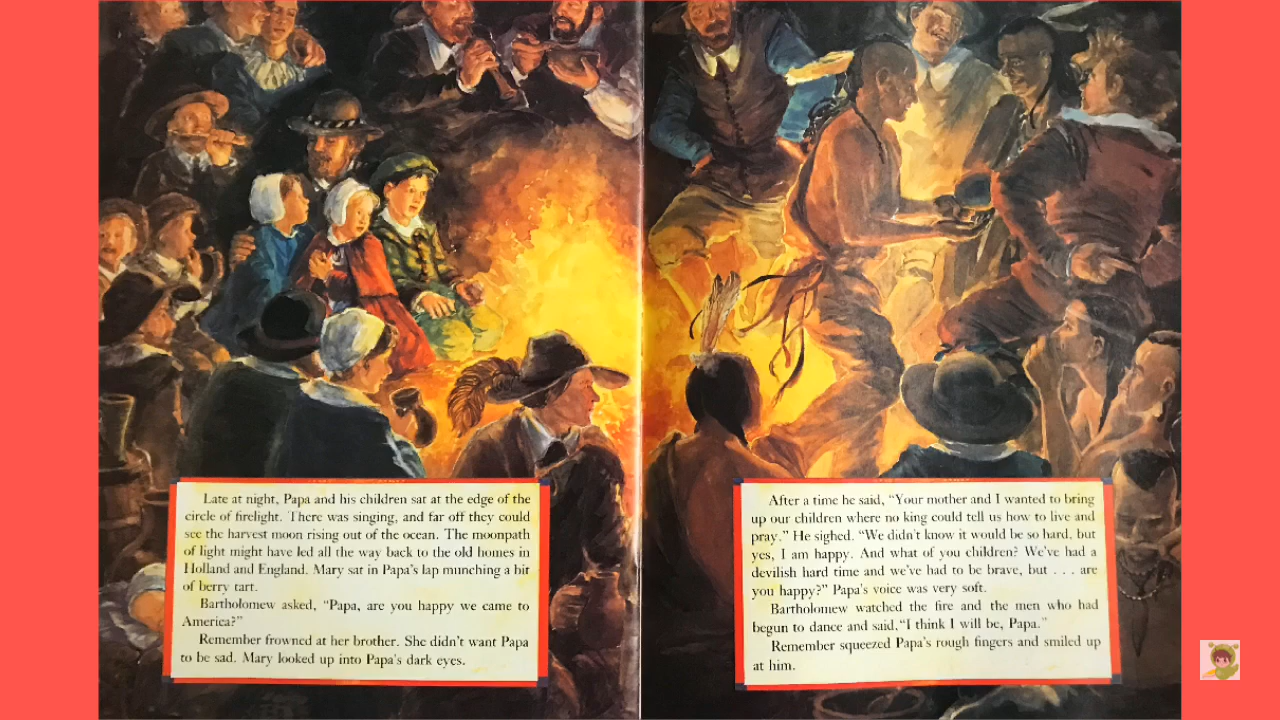 Late at night, Papa and his children sat at the edge of the
circle of firelight. There was singing, and far off they could
see the harvest moon rising out of the ocean. The moonpath
of light might have led all the way back to the old homes in
Holland and England. Mary sat in Papa's lap munching a bit
of berry tart.
Bartholomew asked, “Papa, are you happy we came to
America?”
Remember frowned at her brother. She didn't want Papa
to be sad. Mary looked up into Papa's dark eyes.
After a time he said, “Your mother and I wanted to bring
up our children where no king could tell us how to live and
pray.” He sighed. “We didn't know it would be so hard, but
yes, I am happy. And what of you children? We've had a
devilish hard time and we've had to be brave, but . . . are
you happy?” Papa's voice was very soft.
Bartholomew watched the fire and the men who had
begun to dance and said,“I think I will be, Papa.”
Remember squeezed Papa's rough fingers and smiled up
at him.